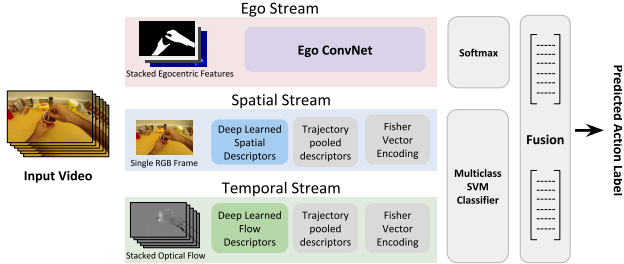 Ego Stream
Stacked Egocentric Features
Ego ConvNet
Softmax
Spatial Stream
Single RGB Frame
Deep Learned
Spatial
Descriptors
Trajectory
pooled
descriptors
Fisher
Vector
Encoding
Input Video
Temporal Stream
Stacked Optical Flow
Deep Learned
Flow
Descriptors
Trajectory
pooled
descriptors
Fisher
Vector
Encoding
Multiclass
SVM
Classifier
Fusion
Predicted Action Label